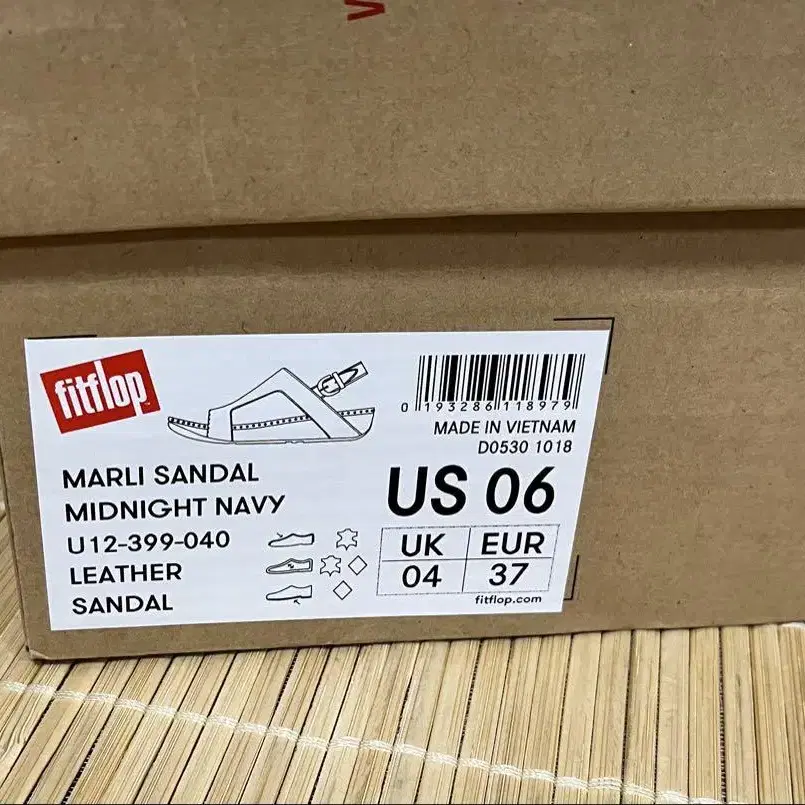 fitflop
0 193286 118979
MADE IN VIETNAM
D0530 1018
MARLI SANDAL
MIDNIGHT NAVY
U12-399-040
LEATHER
SANDAL
US 06
UK EUR
04 37
fitflop.com